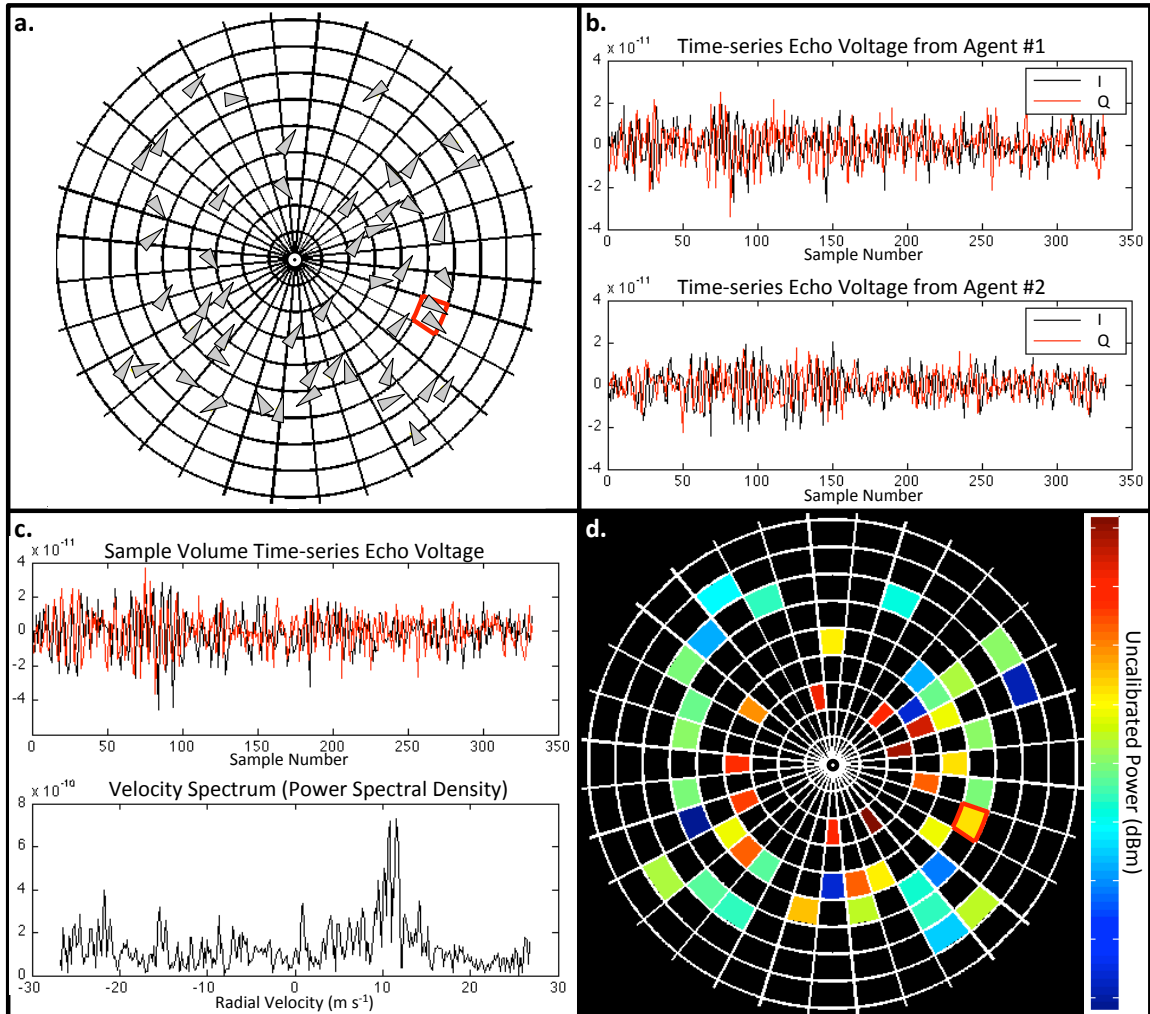 a.
b.
x 10⁻¹¹
Time-series Echo Voltage from Agent #1
4
2
0
-2
-4
I
Q
0 50 100 150 200 250 300 350
Sample Number
x 10⁻¹¹
Time-series Echo Voltage from Agent #2
4
2
0
-2
-4
I
Q
0 50 100 150 200 250 300 350
Sample Number
c.
x 10⁻¹¹
Sample Volume Time-series Echo Voltage
4
2
0
-2
-4
0 50 100 150 200 250 300 350
Sample Number
8
Velocity Spectrum (Power Spectral Density)
6
4
2
0
-30 -20 -10 0 10 20 30
Radial Velocity (m s⁻¹)
d.
Uncalibrated Power (dBm)